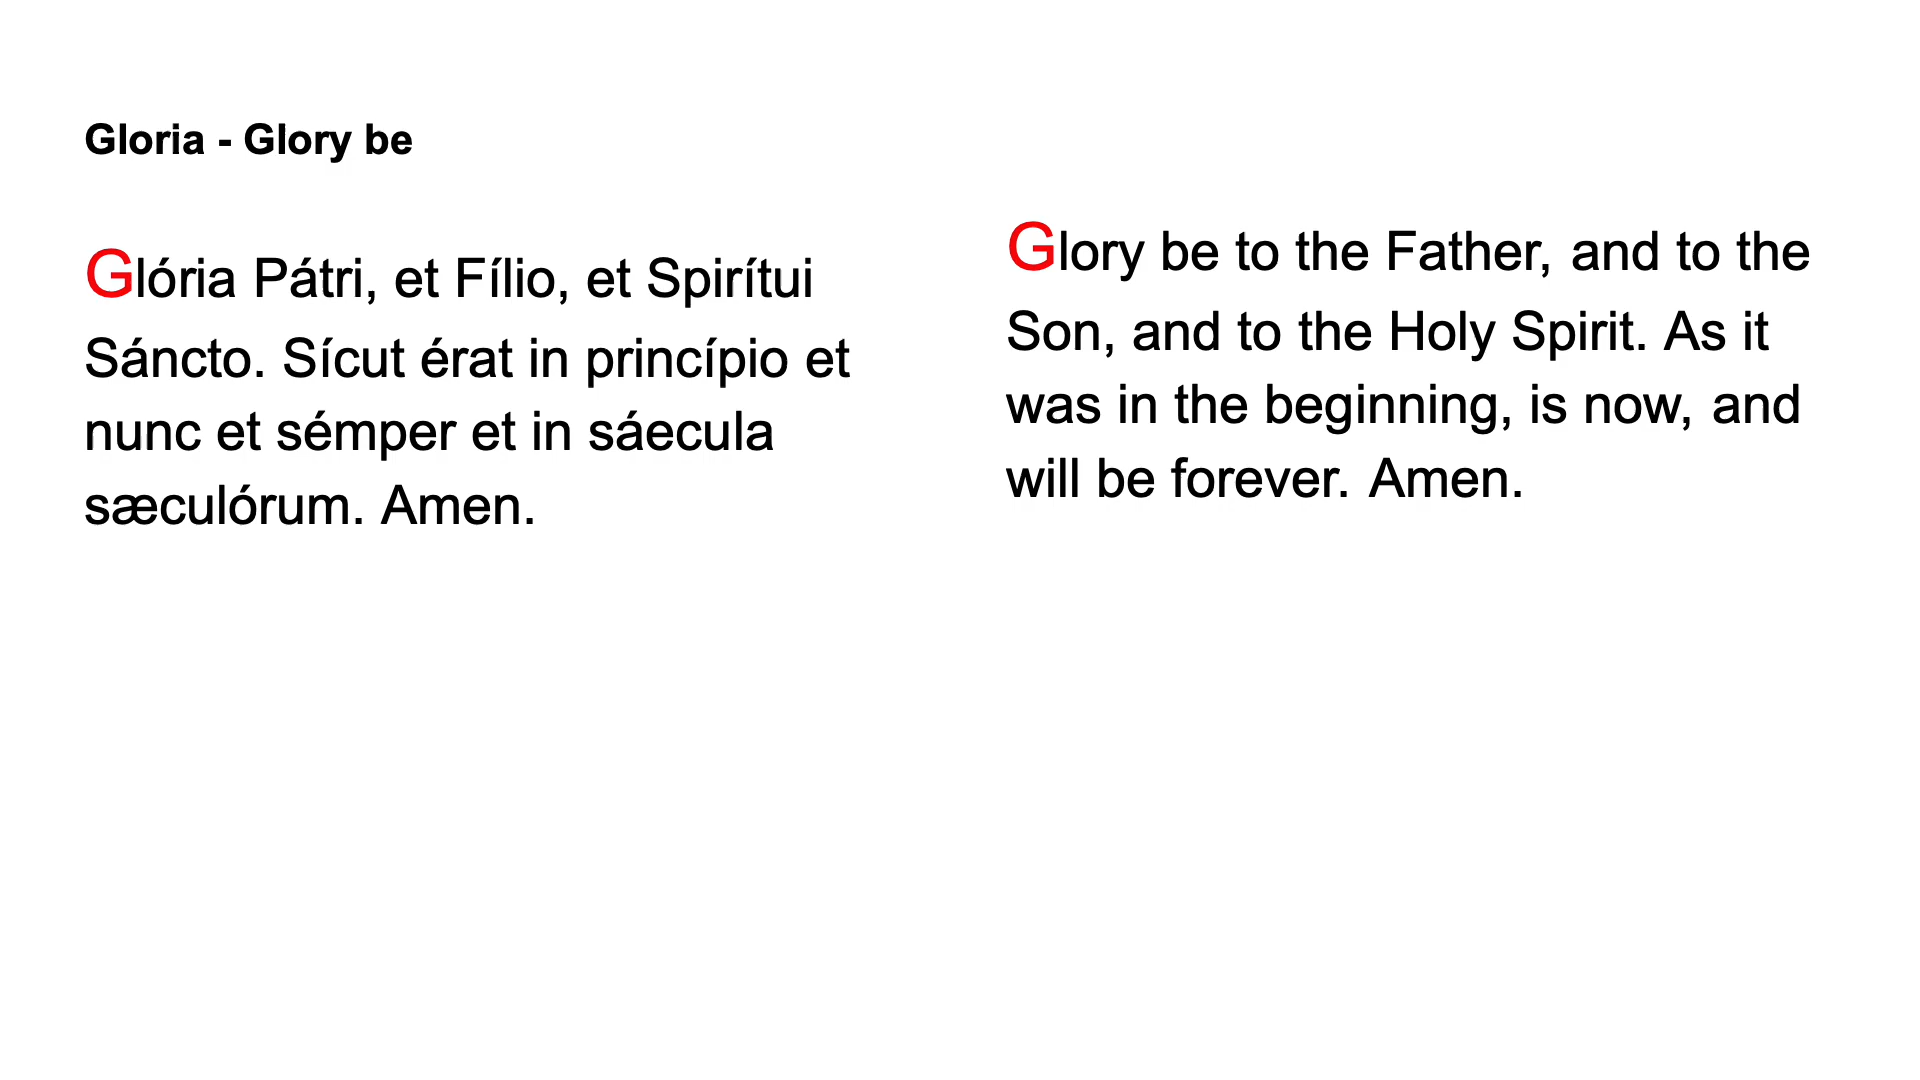 Gloria - Glory be
Glória Pátri, et Fílio, et Spirítui
Sáncto. Sícut érat in princípio et
nunc et sémper et in sáecula
sæculórum. Amen.
Glory be to the Father, and to the
Son, and to the Holy Spirit. As it
was in the beginning, is now, and
will be forever. Amen.